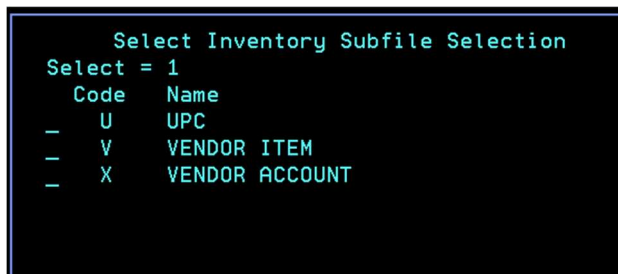 Select Inventory Subfile Selection
Select = 1
Code Name
_ U UPC
_ V VENDOR ITEM
_ X VENDOR ACCOUNT